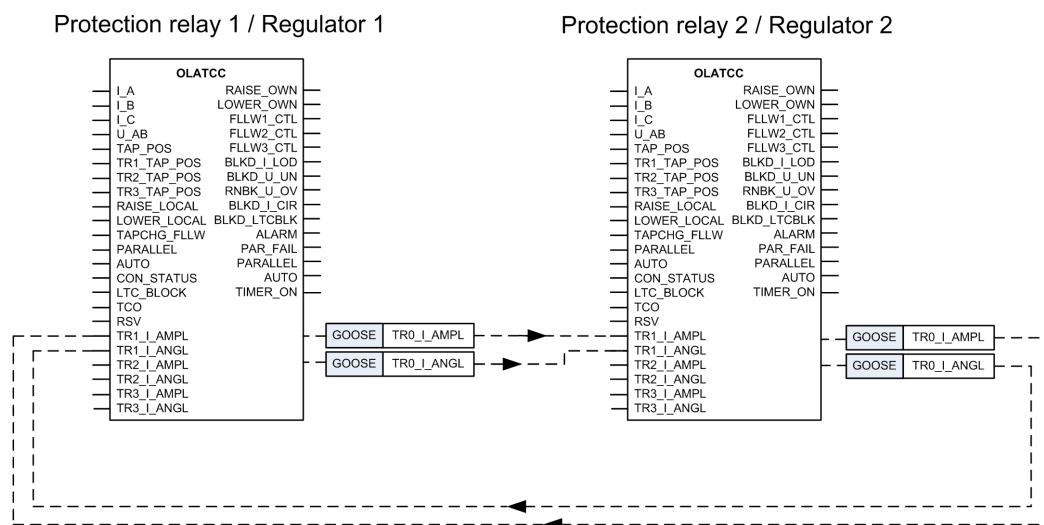 Protection relay 1 / Regulator 1
Protection relay 2 / Regulator 2
OLATCC
I_A RAISE_OWN
I_B LOWER_OWN
I_C FLLW1_CTL
U_AB FLLW2_CTL
TAP_POS FLLW3_CTL
TR1_TAP_POS BLKD_I_LOD
TR2_TAP_POS BLKD_U_UN
TR3_TAP_POS RNBK_U_OV
RAISE_LOCAL BLKD_I_CIR
LOWER_LOCAL BLKD_LTCBLK
TAPCHG_FLLW ALARM
PARALLEL PAR_FAIL
AUTO PARALLEL
CON_STATUS AUTO
LTC_BLOCK TIMER_ON
TCO
RSV
TR1_I_AMPL
TR1_I_ANGL
TR2_I_AMPL
TR2_I_ANGL
TR3_I_AMPL
TR3_I_ANGL
GOOSE TR0_I_AMPL
GOOSE TR0_I_ANGL
OLATCC
I_A RAISE_OWN
I_B LOWER_OWN
I_C FLLW1_CTL
U_AB FLLW2_CTL
TAP_POS FLLW3_CTL
TR1_TAP_POS BLKD_I_LOD
TR2_TAP_POS BLKD_U_UN
TR3_TAP_POS RNBK_U_OV
RAISE_LOCAL BLKD_I_CIR
LOWER_LOCAL BLKD_LTCBLK
TAPCHG_FLLW ALARM
PARALLEL PAR_FAIL
AUTO PARALLEL
CON_STATUS AUTO
LTC_BLOCK TIMER_ON
TCO
RSV
TR1_I_AMPL
TR1_I_ANGL
TR2_I_AMPL
TR2_I_ANGL
TR3_I_AMPL
TR3_I_ANGL
GOOSE TR0_I_AMPL
GOOSE TR0_I_ANGL